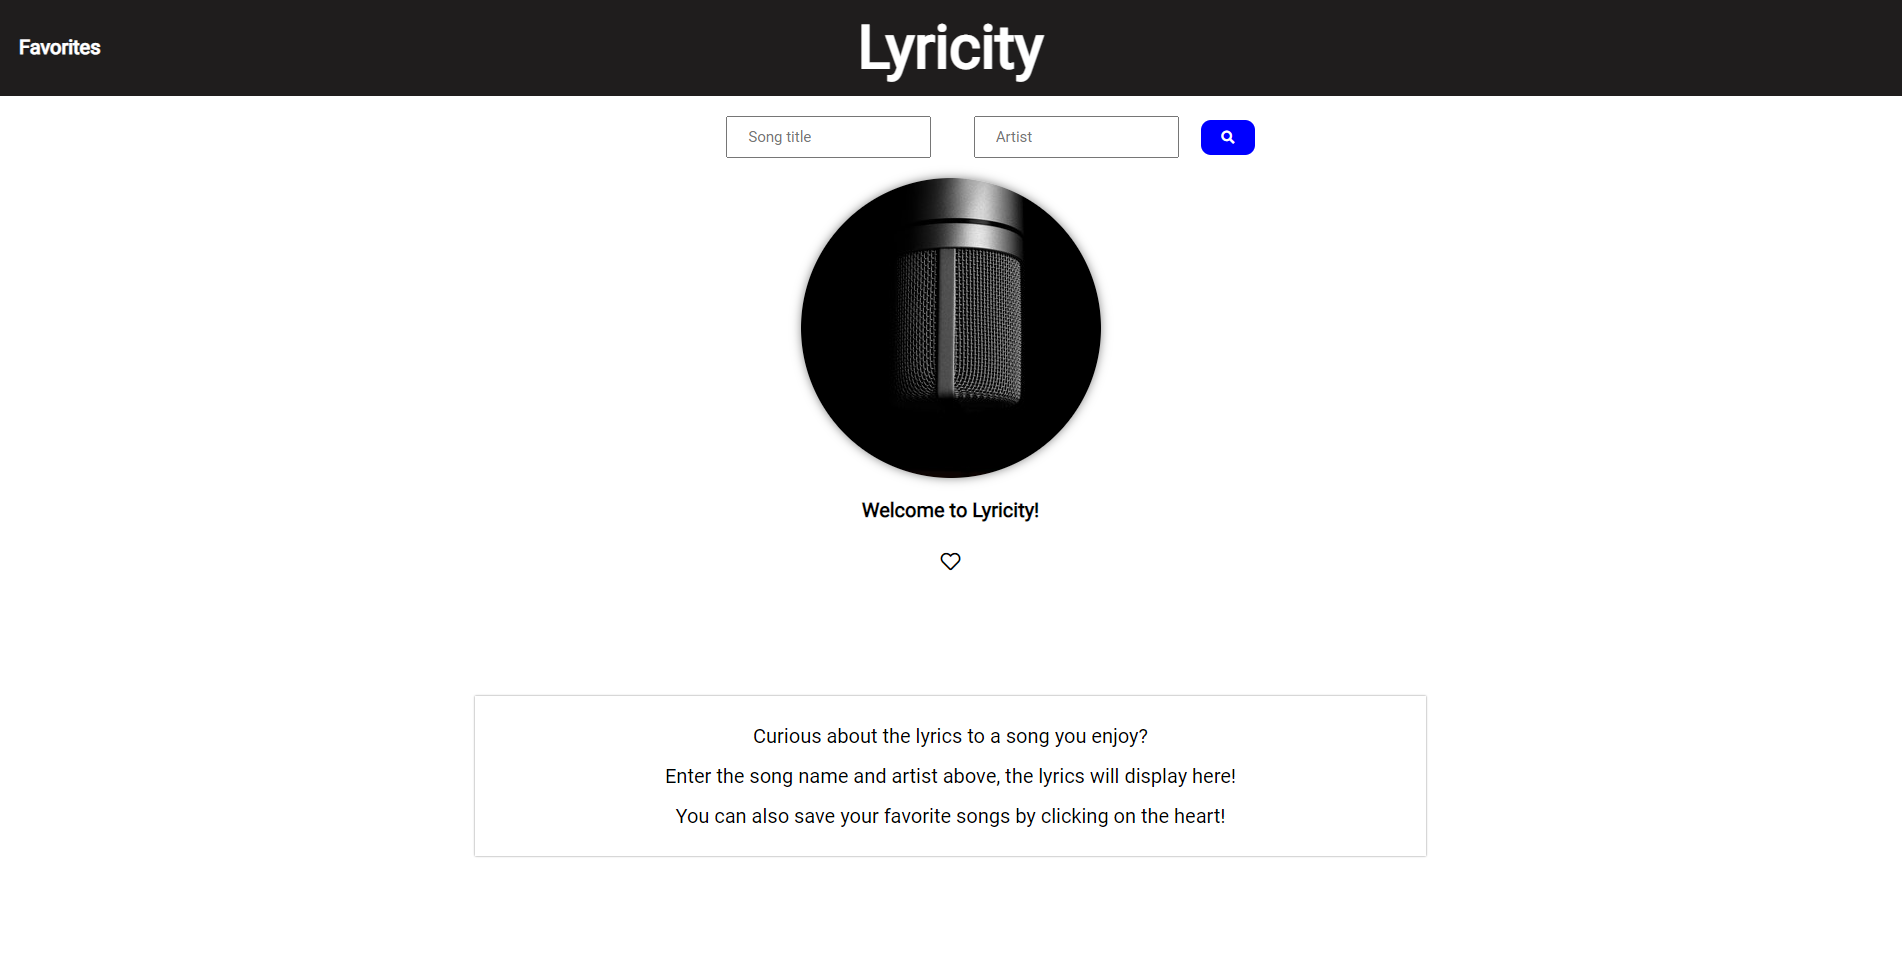 Favorites
Lyricity
Song title
Artist
Welcome to Lyricity!
Curious about the lyrics to a song you enjoy?
Enter the song name and artist above, the lyrics will display here!
You can also save your favorite songs by clicking on the heart!